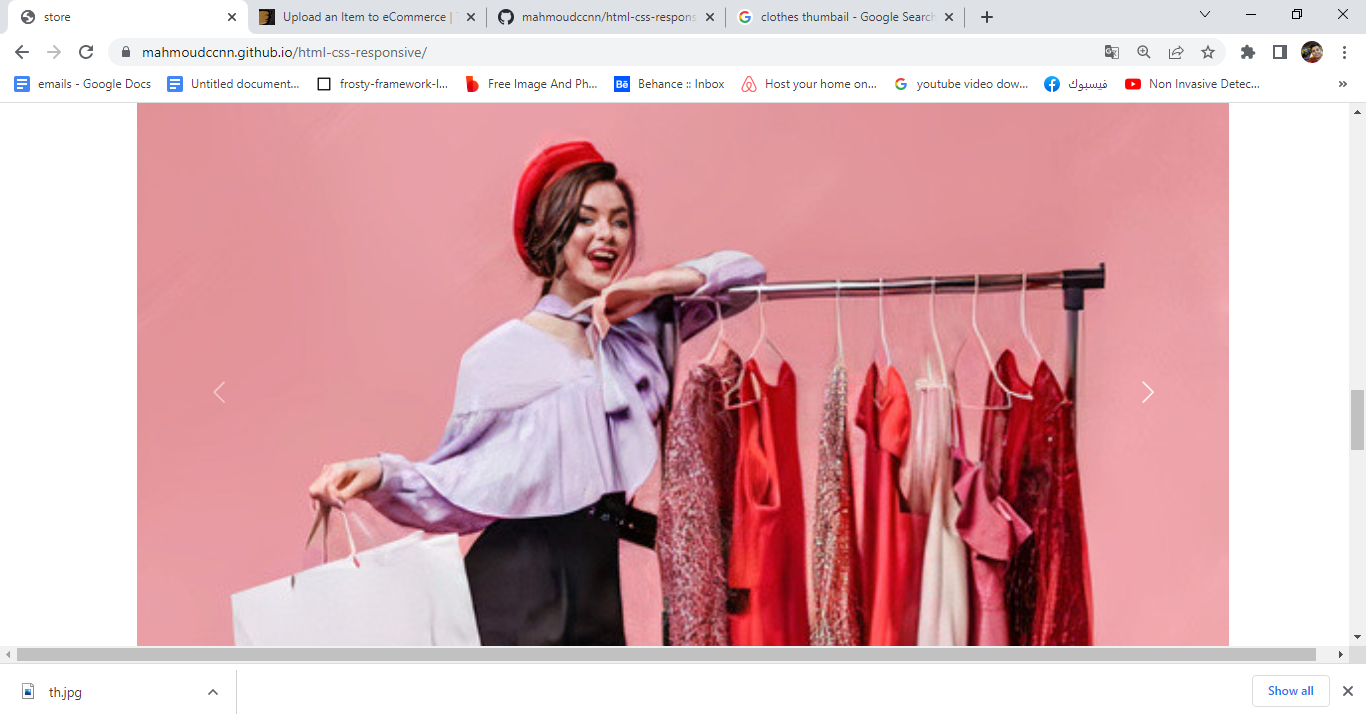 store
Upload an Item to eCommerce |
mahmoudccnn/html-css-respons
clothes thumbail - Google Search
mahmoudccnn.github.io/html-css-responsive/
emails - Google Docs
Untitled document...
frosty-framework-l...
Free Image And Ph...
Bē Behance :: Inbox
Host your home on...
youtube video dow...
فيسبوك
Non Invasive Detec...
»
th.jpg
Show all